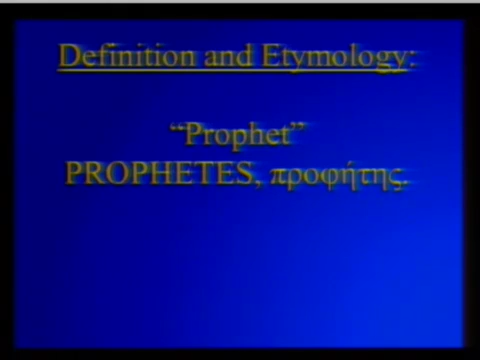 Definition and Etymology:
“Prophet”
PROPHETES, προφήτης.